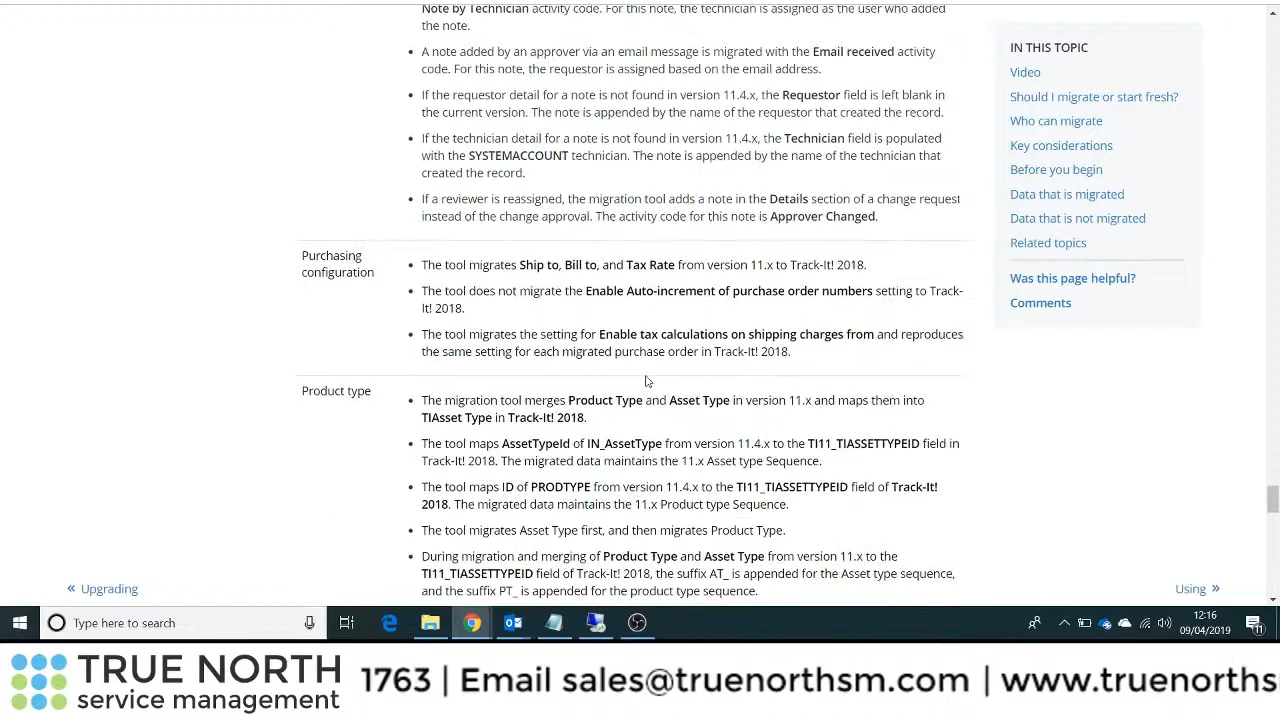 Note by Technician activity code. For this note, the technician is assigned as the user who added
the note.
A note added by an approver via an email message is migrated with the Email received activity
code. For this note, the requestor is assigned based on the email address.
If the requestor detail for a note is not found in version 11.4.x, the Requestor field is left blank in
the current version. The note is appended by the name of the requestor that created the record.
If the technician detail for a note is not found in version 11.4.x, the Technician field is populated
with the SYSTEMACCOUNT technician. The note is appended by the name of the technician that
created the record.
If a reviewer is reassigned, the migration tool adds a note in the Details section of a change request
instead of the change approval. The activity code for this note is Approver Changed.
Purchasing
configuration
The tool migrates Ship to, Bill to, and Tax Rate from version 11.x to Track-It! 2018.
The tool does not migrate the Enable Auto-increment of purchase order numbers setting to Track-
It! 2018.
The tool migrates the setting for Enable tax calculations on shipping charges from and reproduces
the same setting for each migrated purchase order in Track-It! 2018.
Product type
The migration tool merges Product Type and Asset Type in version 11.x and maps them into
TIAsset Type in Track-It! 2018.
The tool maps AssetTypeId of IN_AssetType from version 11.4.x to the TI11_TIASSETTYPEID field in
Track-It! 2018. The migrated data maintains the 11.x Asset type Sequence.
The tool maps ID of PRODTYPE from version 11.4.x to the TI11_TIASSETTYPEID field of Track-It!
2018. The migrated data maintains the 11.x Product type Sequence.
The tool migrates Asset Type first, and then migrates Product Type.
During migration and merging of Product Type and Asset Type from version 11.x to the
TI11_TIASSETTYPEID field of Track-It! 2018, the suffix AT_ is appended for the Asset type sequence,
and the suffixPT_ is appended for the product type sequence.
IN THIS TOPIC
Video
Should I migrate or start fresh?
Who can migrate
Key considerations
Before you begin
Data that is migrated
Data that is not migrated
Related topics
Was this page helpful?
Comments
« Upgrading
Using »
Type here to search
12:16
09/04/2019
11
TRUE NORTH
service management
1763 | Email sales@truenorthsm.com | www.truenorths